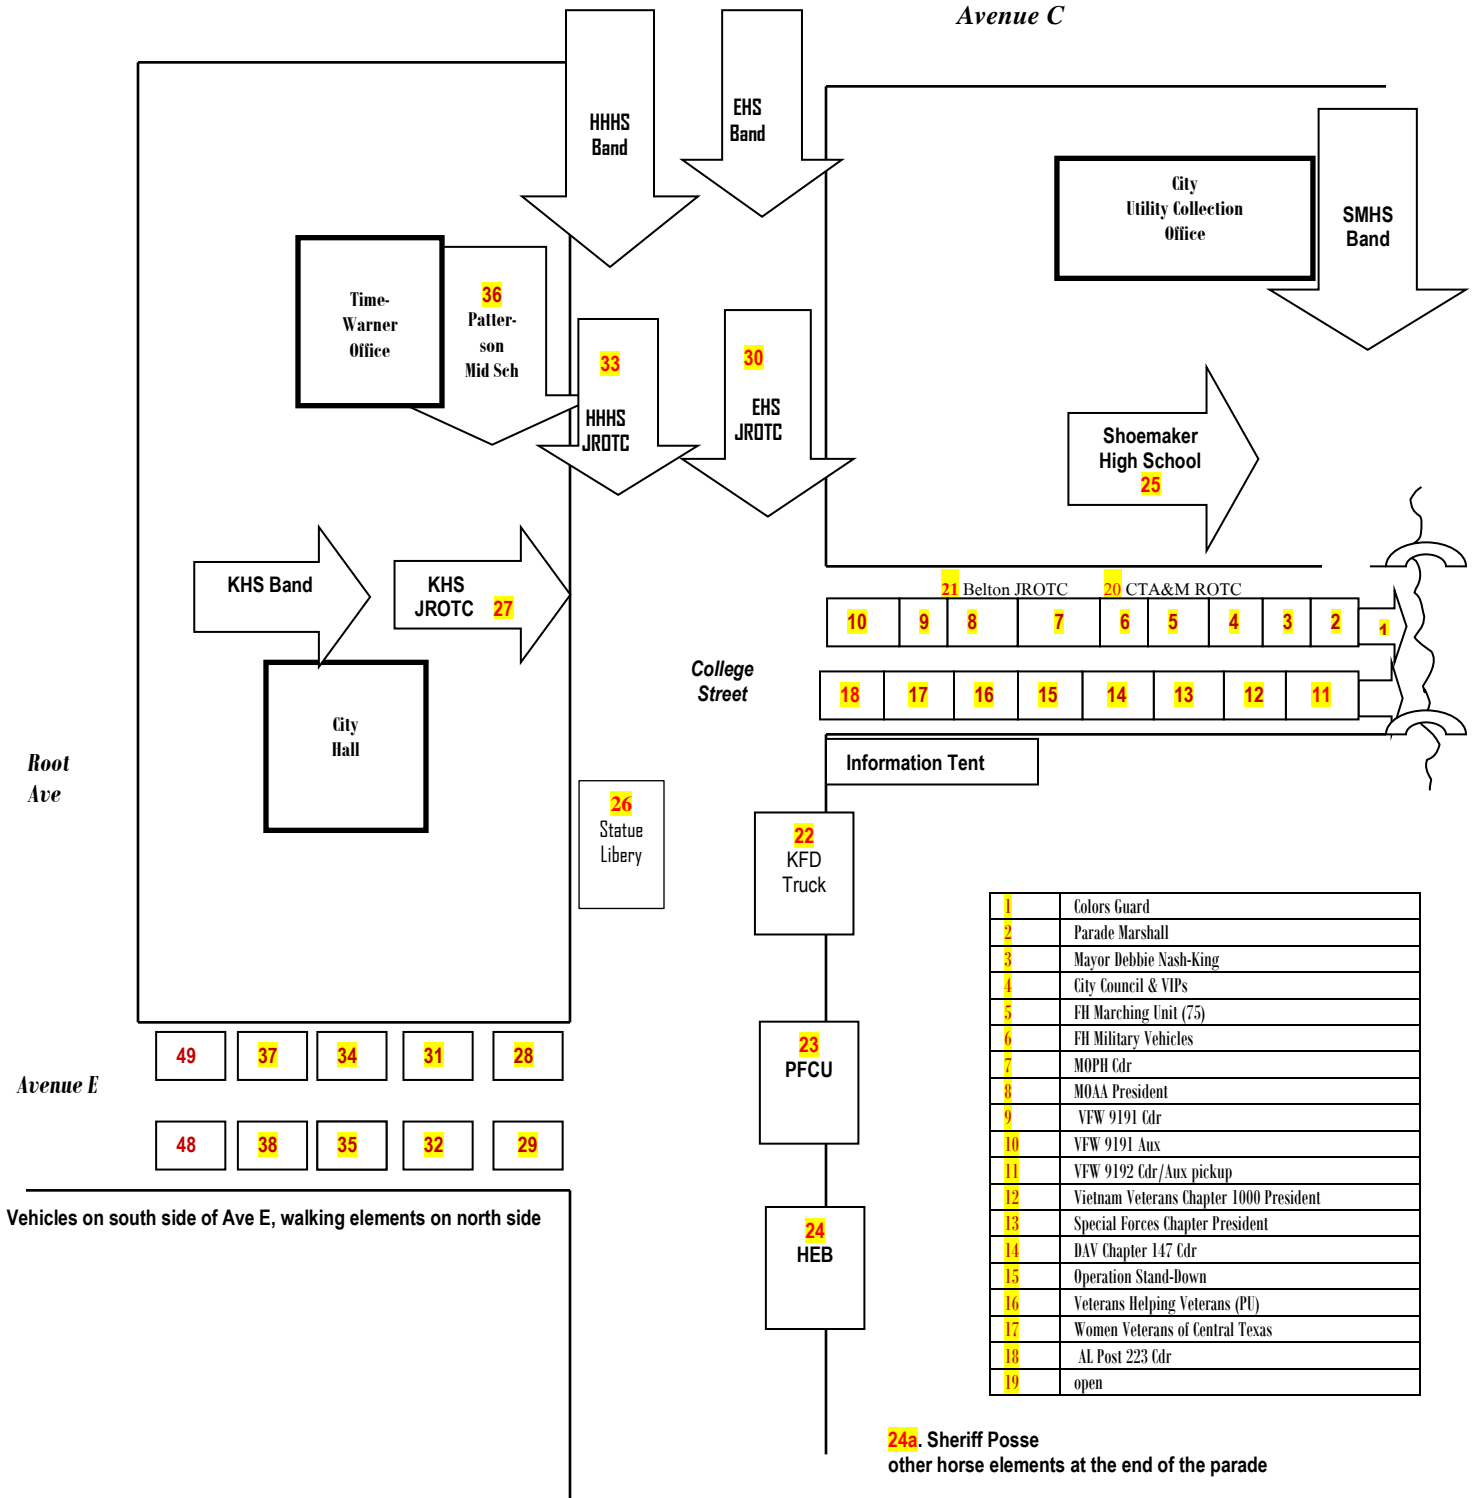 Avenue C
HHHS
Band
EHS
Band
City
Utility Collection
Office
SMHS
Band
Time-
Warner
Office
36
Patter-
son
Mid Sch
33
HHHS
JROTC
30
EHS
JROTC
Shoemaker
High School
25
KHS Band
KHS
JROTC 27
21 Belton JROTC 20 CTA&M ROTC
10 9 8 7 6 5 4 3 2 1
College
Street
18 17 16 15 14 13 12 11
City
Hall
Information Tent
Root
Ave
26
Statue
Libery
22
KFD
Truck
23
PFCU
24
HEB
49 37 34 31 28
Avenue E
48 38 35 32 29
Vehicles on south side of Ave E, walking elements on north side
1 Colors Guard
2 Parade Marshall
3 Mayor Debbie Nash-King
4 City Council & VIPs
5 FH Marching Unit (75)
6 FH Military Vehicles
7 MOPH Cdr
8 MOAA President
9 VFW 9191 Cdr
10 VFW 9191 Aux
11 VFW 9192 Cdr/Aux pickup
12 Vietnam Veterans Chapter 1000 President
13 Special Forces Chapter President
14 DAV Chapter 147 Cdr
15 Operation Stand-Down
16 Veterans Helping Veterans (PU)
17 Women Veterans of Central Texas
18 AL Post 223 Cdr
19 open
24a. Sheriff Posse
other horse elements at the end of the parade